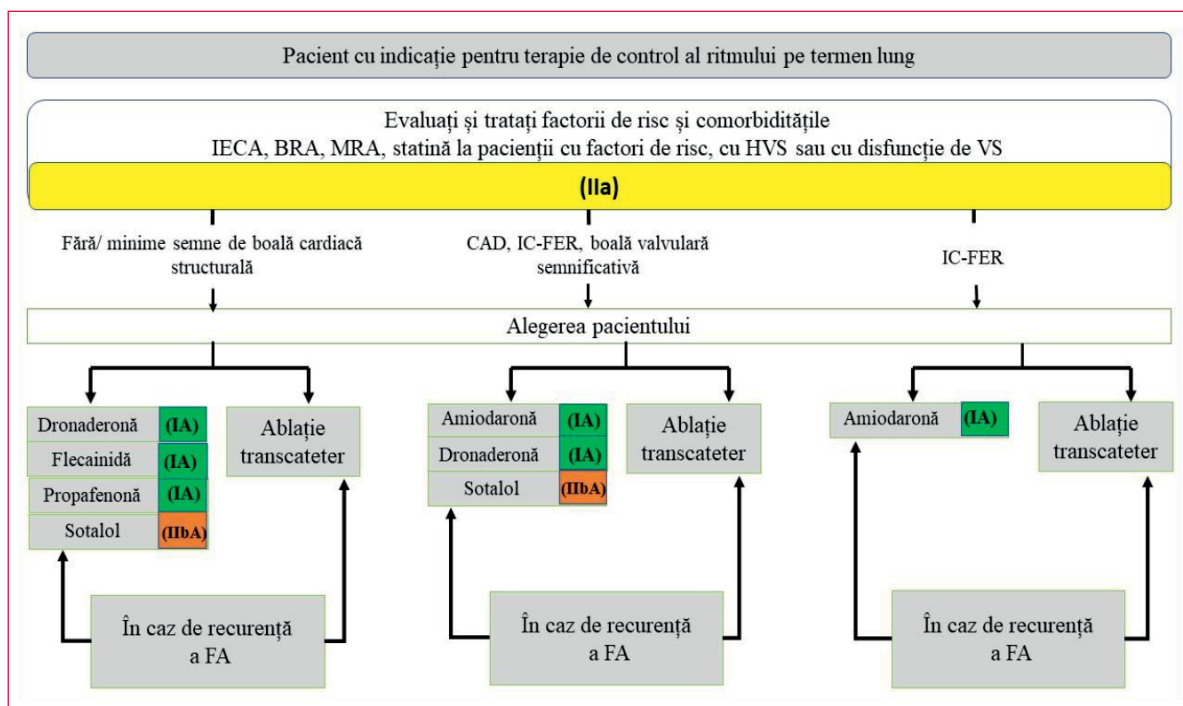 Pacient cu indicație pentru terapie de control al ritmului pe termen lung
Evaluați și tratați factorii de risc și comorbiditățile
IECA, BRA, MRA, statină la pacienții cu factori de risc, cu HVS sau cu disfuncție de VS
(IIa)
Fără/ minime semne de boală cardiacă
structurală
CAD, IC-FER, boală valvulară
semnificativă
IC-FER
Alegerea pacientului
Dronaderonă (IA)
Flecainidă (IA)
Propafenonă (IA)
Sotalol (IIbA)
Ablație
transcateter
Amiodaronă (IA)
Dronaderonă (IA)
Sotalol (IIbA)
Ablație
transcateter
Amiodaronă (IA)
Ablație
transcateter
În caz de recurență
a FA
În caz de recurență
a FA
În caz de recurență
a FA